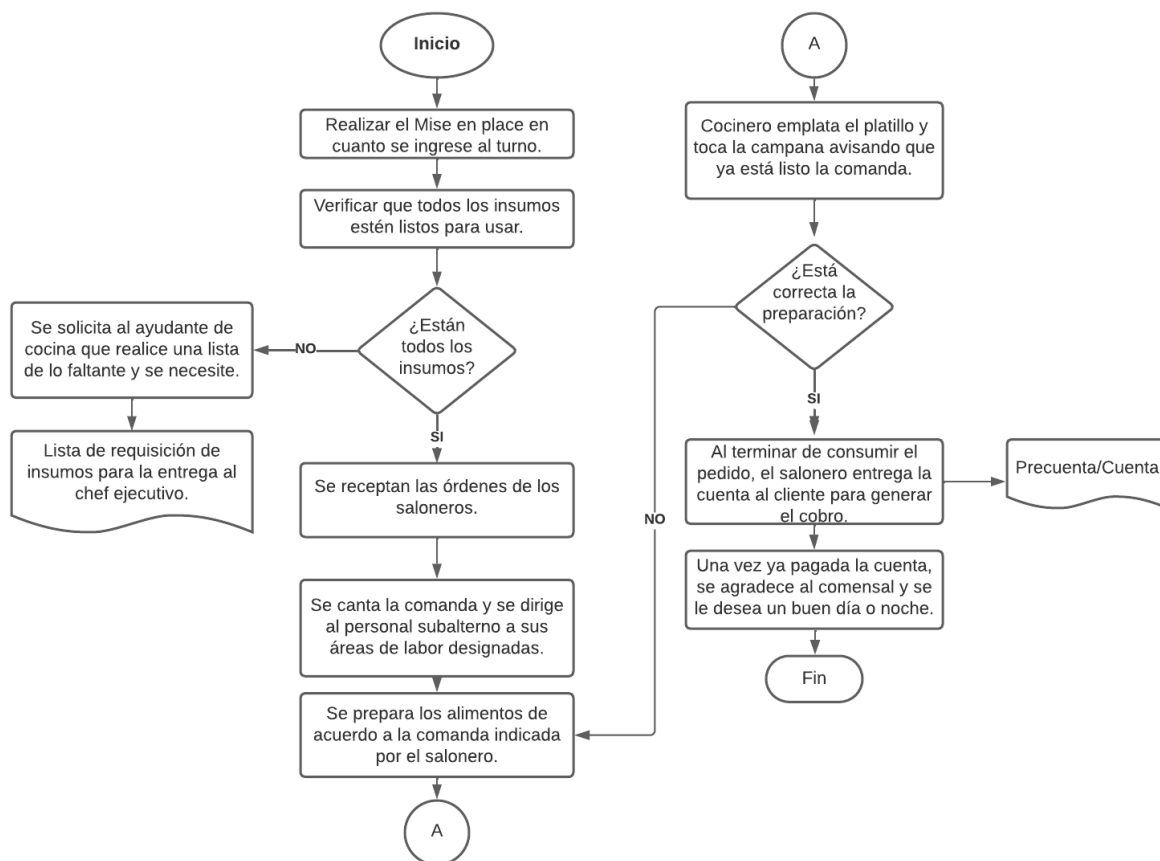 Inicio
Realizar el Mise en place en
cuanto se ingrese al turno.
Verificar que todos los insumos
estén listos para usar.
¿Están
todos los
insumos?
NO
Se solicita al ayudante de
cocina que realice una lista
de lo faltante y se necesite.
Lista de requisición de
insumos para la entrega al
chef ejecutivo.
SI
Se receptan las órdenes de los
saloneros.
Se canta la comanda y se dirige
al personal subalterno a sus
áreas de labor designadas.
Se prepara los alimentos de
acuerdo a la comanda indicada
por el salonero.
A
A
Cocinero emplata el platillo y
toca la campana avisando que
ya está listo la comanda.
¿Está
correcta la
preparación?
NO
SI
Al terminar de consumir el
pedido, el salonero entrega la
cuenta al cliente para generar
el cobro.
Precuenta/Cuenta
Una vez ya pagada la cuenta,
se agradece al comensal y se
le desea un buen día o noche.
Fin